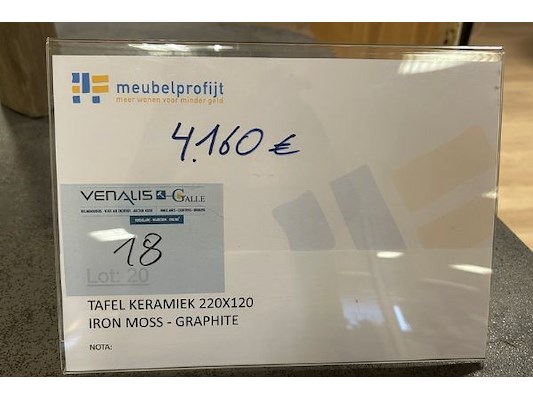 meubelprofijt
meer wonen voor minder geld
4.160 €
VENALIS GALLE
18
Lot: 20
TAFEL KERAMIEK 220X120
IRON MOSS - GRAPHITE
NOTA: